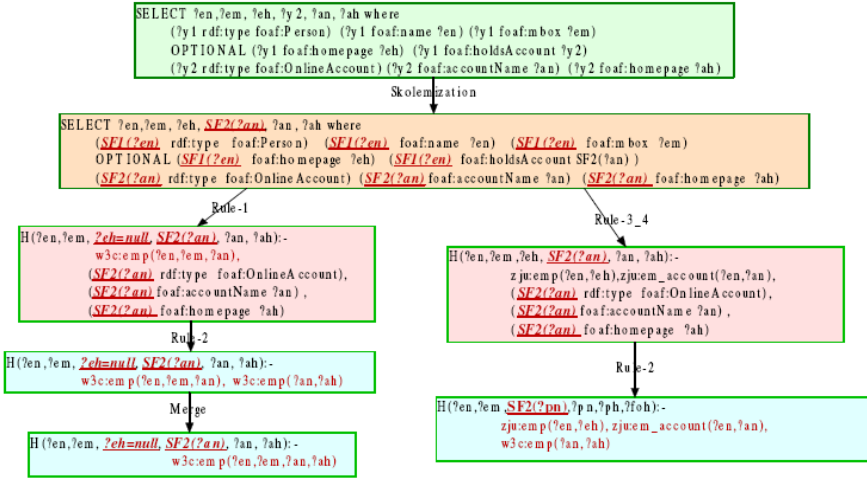 SELECT ?en,?em, ?eh, ?y2, ?an, ?ah where
(?y1 rdf:type foaf:Person) (?y1 foaf:name ?en) (?y1 foaf:mbox ?em)
OPTIONAL (?y1 foaf:homepage ?eh) (?y1 foaf:holdsAccount ?y2)
(?y2 rdf:type foaf:OnlineAccount) (?y2 foaf:accountName ?an) (?y2 foaf:homepage ?ah)
Skolemization
SELECT ?en,?em, ?eh, SF2(?an), ?an, ?ah where
(SF1(?en) rdf:type foaf:Person) (SF1(?en) foaf:name ?en) (SF1(?en) foaf:mbox ?em)
OPTIONAL (SF1(?en) foaf:homepage ?eh) (SF1(?en) foaf:holdsAccount SF2(?an) )
(SF2(?an) rdf:type foaf:OnlineAccount) (SF2(?an) foaf:accountName ?an) (SF2(?an) foaf:homepage ?ah)
Rule-1
H(?en,?em, ?eh=null, SF2(?an), ?an, ?ah):-
w3c:emp(?en,?em,?an),
(SF2(?an) rdf:type foaf:OnlineAccount),
(SF2(?an) foaf:accountName ?an) ,
(SF2(?an) foaf:homepage ?ah)
Rule-2
H(?en,?em, ?eh=null, SF2(?an), ?an, ?ah):-
w3c:emp(?en,?em,?an), w3c:emp(?an,?ah)
Merge
H(?en,?em, ?eh=null, SF2(?an), ?an, ?ah):-
w3c:emp(?en,?em,?an,?ah)
Rule-3_4
H(?en,?em,?eh, SF2(?an), ?an, ?ah):-
zju:emp(?en,?eh),zju:em_account(?en,?an),
(SF2(?an) rdf:type foaf:OnlineAccount),
(SF2(?an) foaf:accountName ?an) ,
(SF2(?an) foaf:homepage ?ah)
Rule-2
H(?en,?em ,SF2(?pn),?pn,?ph,?foh):-
zju:emp(?en,?eh), zju:em_account(?en,?an),
w3c:emp(?an,?ah)